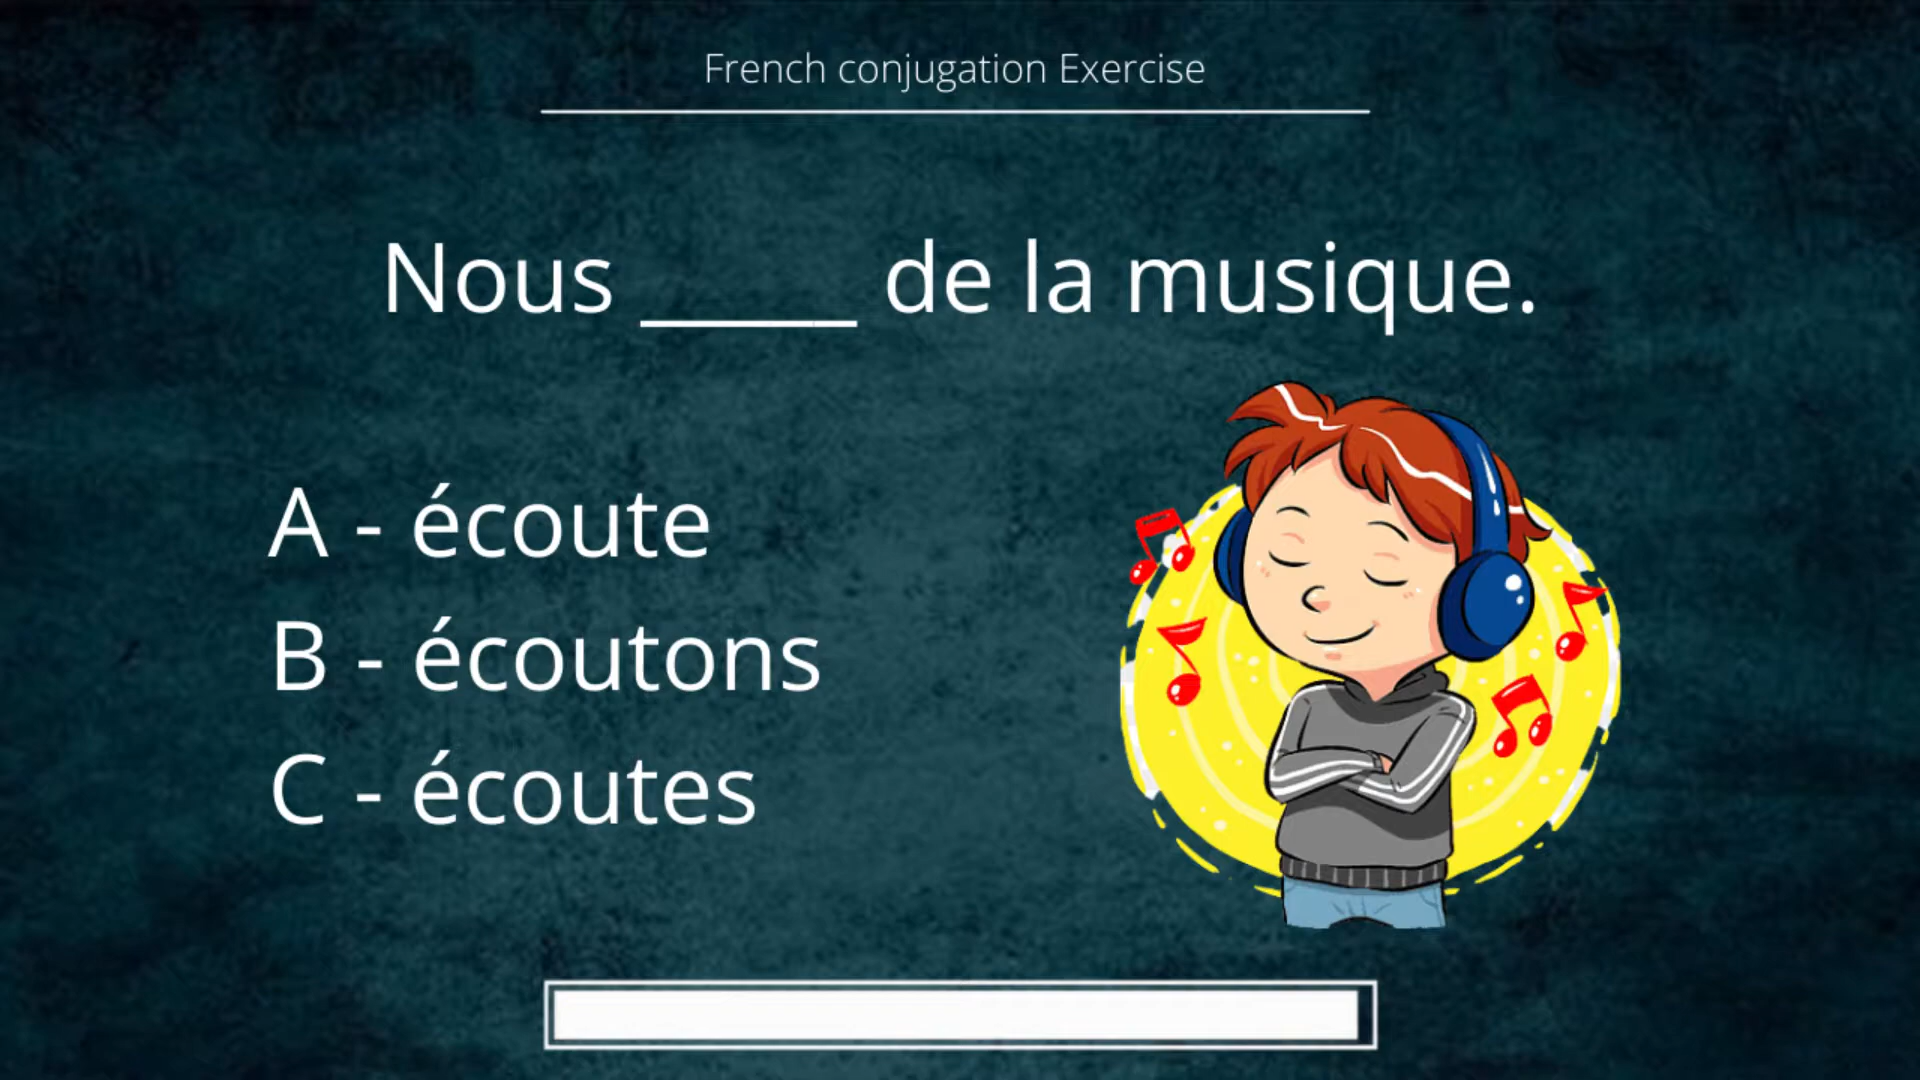 French conjugation Exercise
Nous _____ de la musique.
A - écoute
B - écoutons
C - écoutes